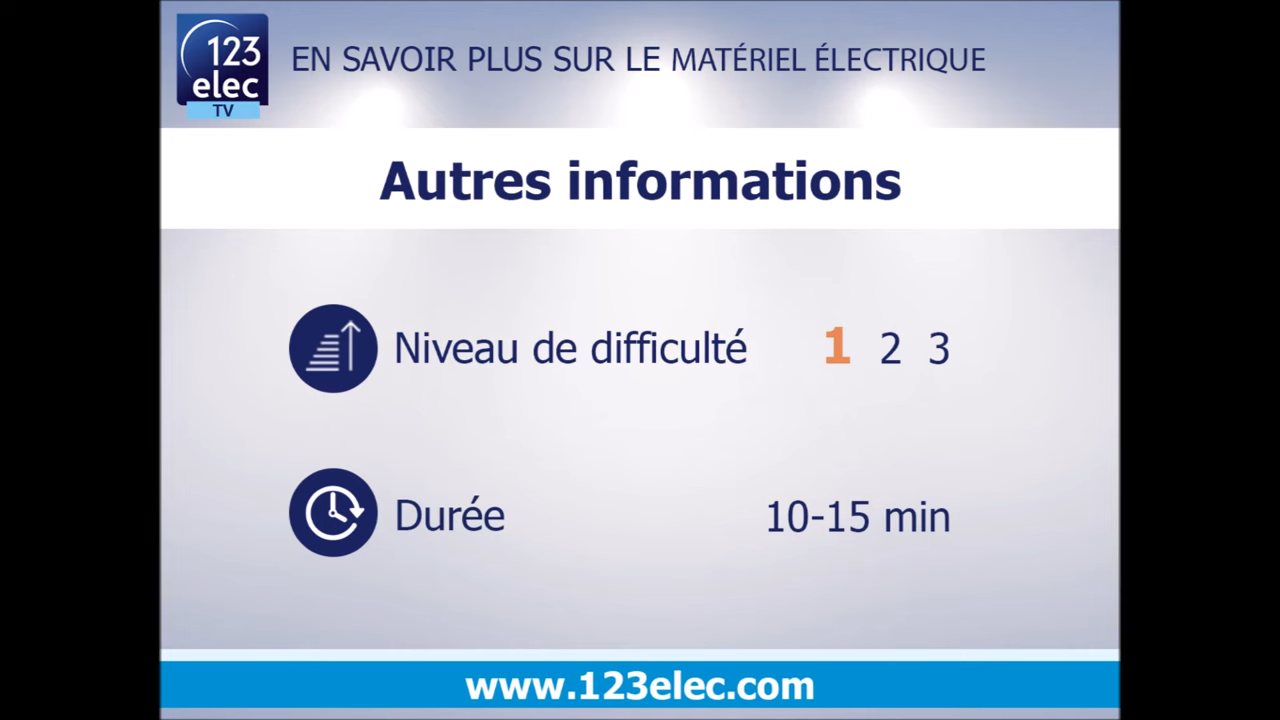 123
elec
TV
EN SAVOIR PLUS SUR LE MATÉRIEL ÉLECTRIQUE
Autres informations
Niveau de difficulté 1 2 3
Durée 10-15 min
www.123elec.com